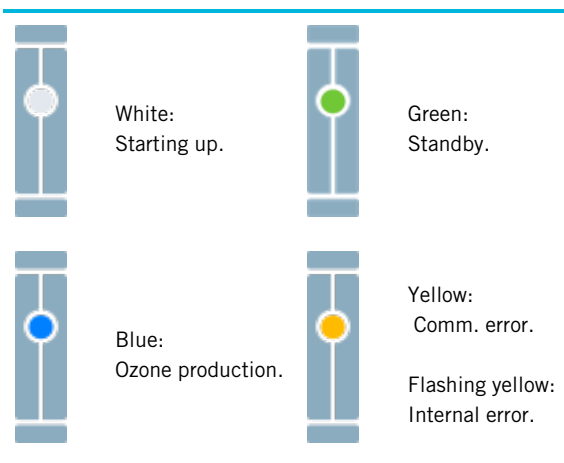 White:
Starting up.
Green:
Standby.
Blue:
Ozone production.
Yellow:
Comm. error.
Flashing yellow:
Internal error.